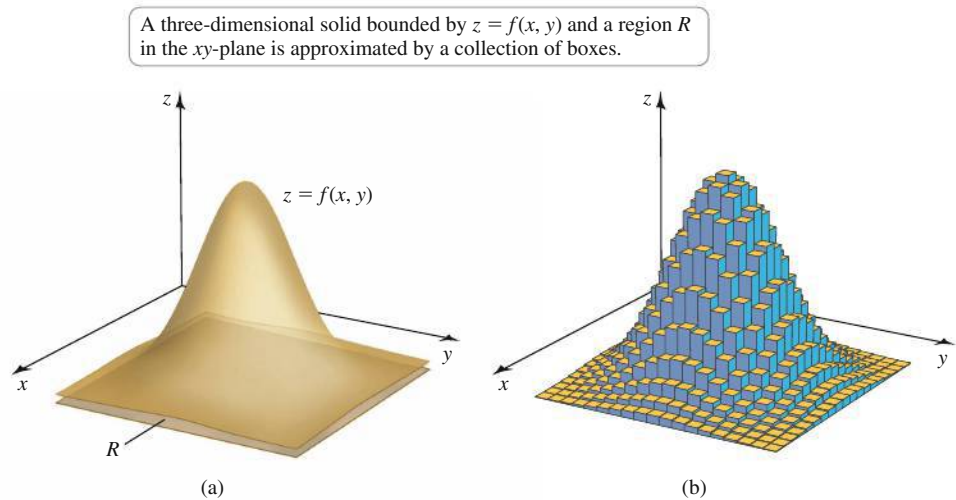 A three-dimensional solid bounded by z = f(x, y) and a region R
in the xy-plane is approximated by a collection of boxes.
z
z = f(x, y)
x
y
R
(a)
z
x
y
(b)